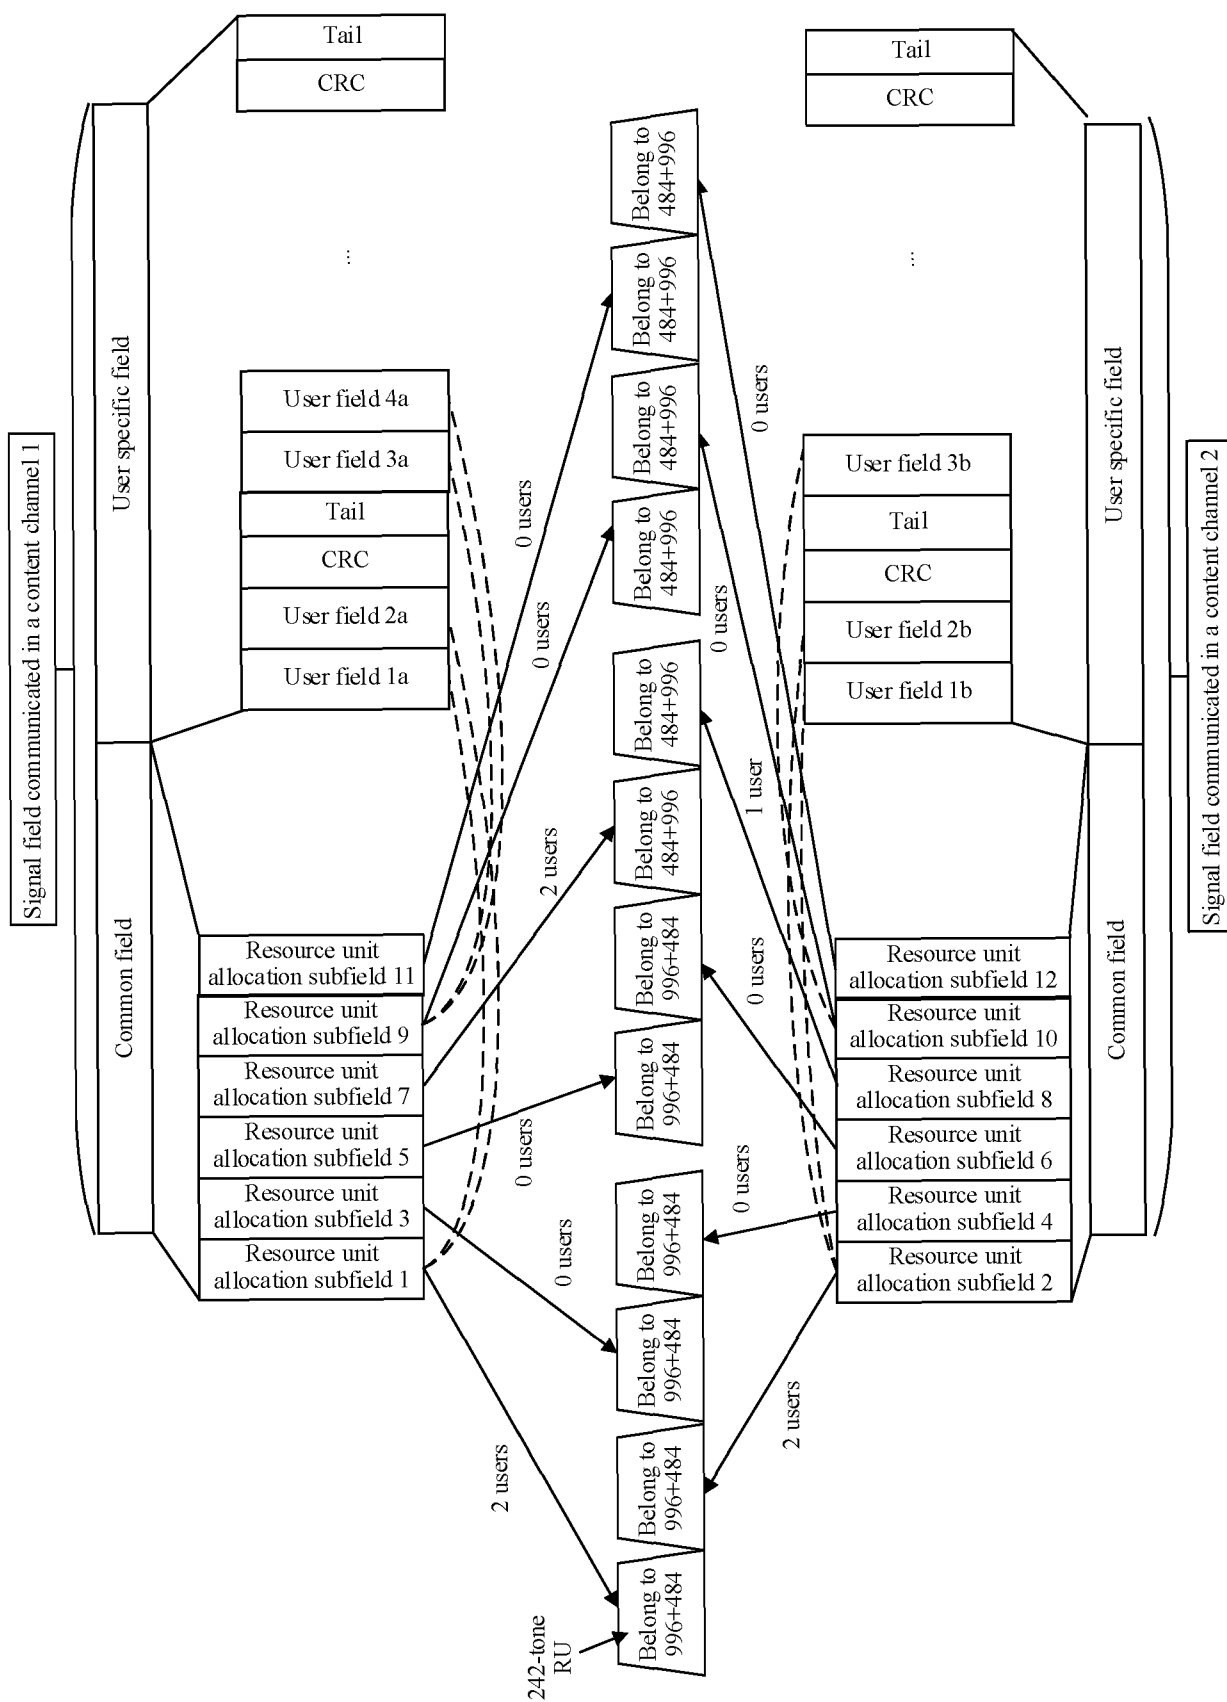 Signal field communicated in a content channel 1
Common field
User specific field
Resource unit
allocation subfield 1
Resource unit
allocation subfield 3
Resource unit
allocation subfield 5
Resource unit
allocation subfield 7
Resource unit
allocation subfield 9
Resource unit
allocation subfield 11
User field 1a
User field 2a
CRC
Tail
User field 3a
User field 4a
...
CRC
Tail
2 users
0 users
0 users
2 users
0 users
0 users
242-tone
RU
Belong to
996+484
Belong to
996+484
Belong to
996+484
Belong to
996+484
Belong to
996+484
Belong to
996+484
Belong to
484+996
Belong to
484+996
Belong to
484+996
Belong to
484+996
Belong to
484+996
Belong to
484+996
2 users
0 users
0 users
1 user
0 users
0 users
Resource unit
allocation subfield 2
Resource unit
allocation subfield 4
Resource unit
allocation subfield 6
Resource unit
allocation subfield 8
Resource unit
allocation subfield 10
Resource unit
allocation subfield 12
User field 1b
User field 2b
CRC
Tail
User field 3b
...
CRC
Tail
Common field
User specific field
Signal field communicated in a content channel 2